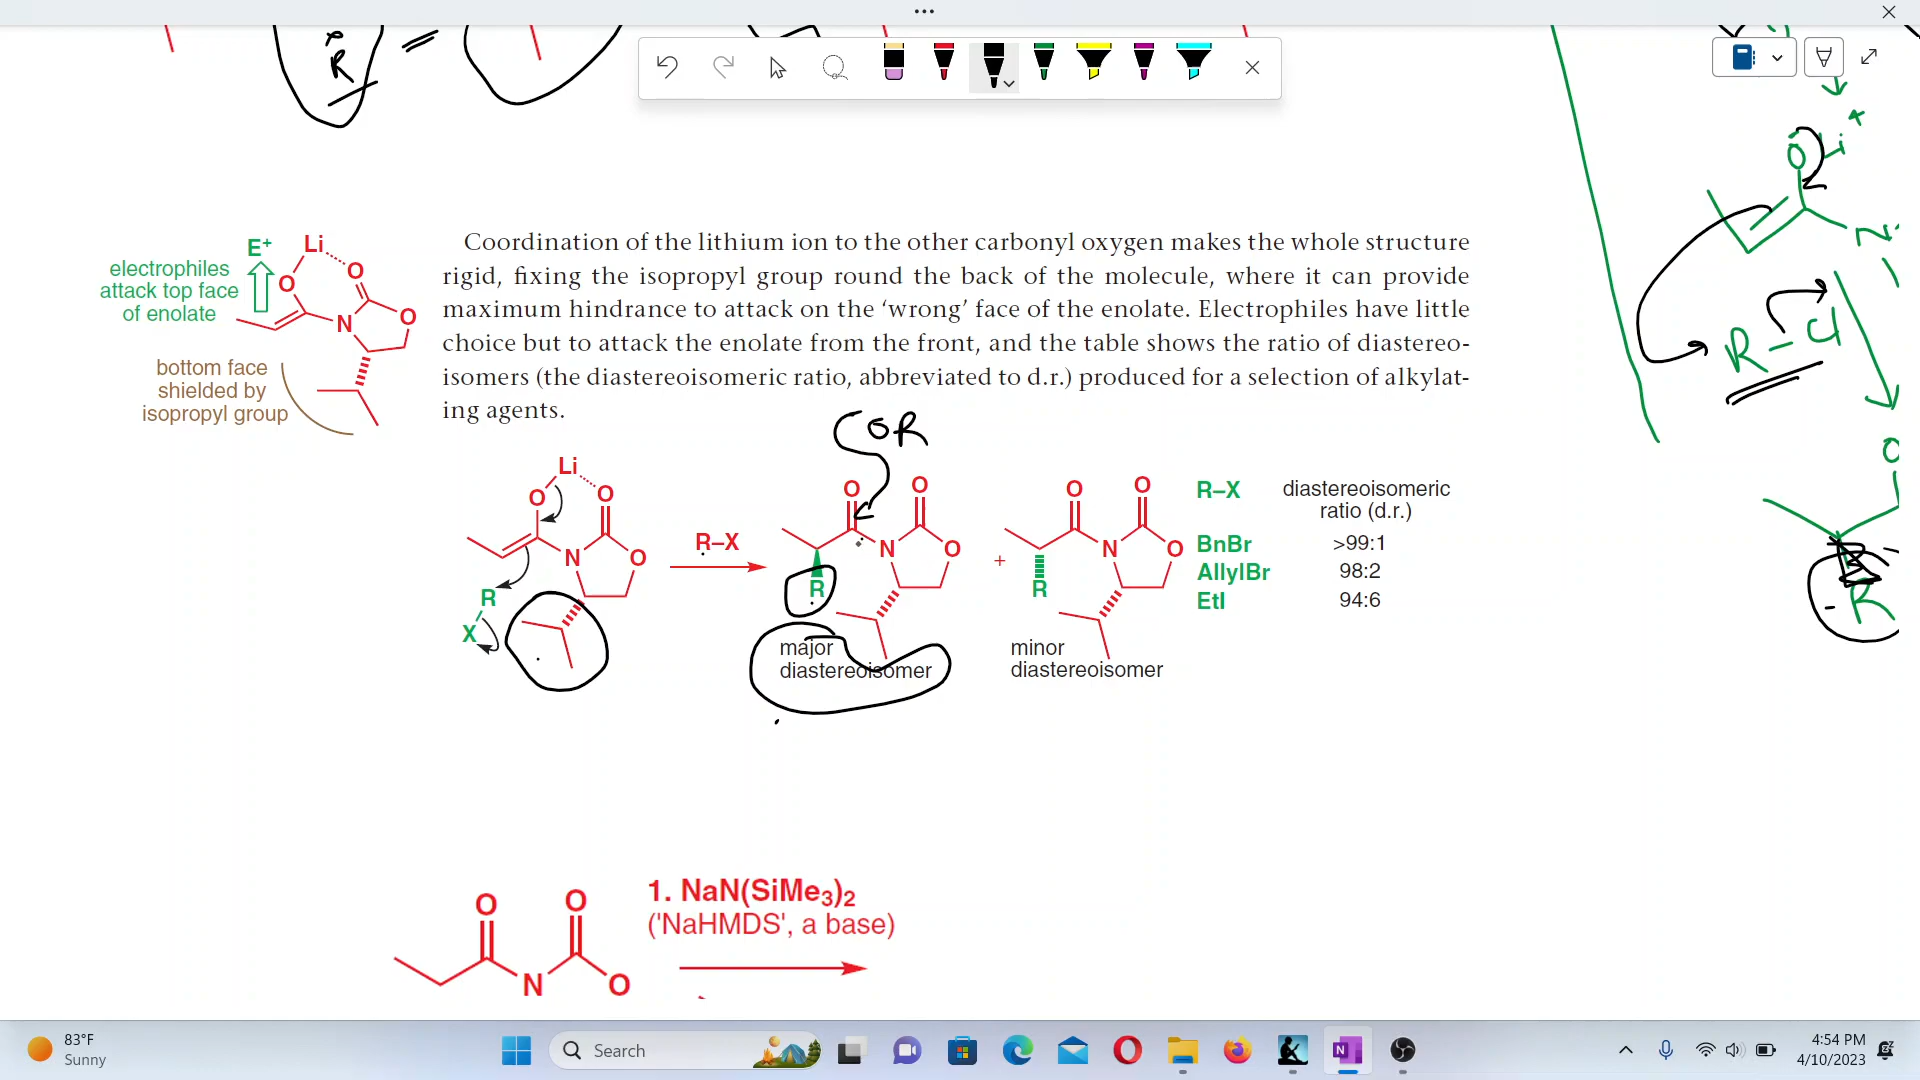 R
Li
E+
O
O
electrophiles
attack top face
of enolate
O
N
bottom face
shielded by
isopropyl group
Coordination of the lithium ion to the other carbonyl oxygen makes the whole structure
rigid, fixing the isopropyl group round the back of the molecule, where it can provide
maximum hindrance to attack on the ‘wrong’ face of the enolate. Electrophiles have little
choice but to attack the enolate from the front, and the table shows the ratio of diastereo-
isomers (the diastereoisomeric ratio, abbreviated to d.r.) produced for a selection of alkylat-
ing agents.
OR
Li
O
O
N
O
R
X
R–X
O
O
N
O
R
major
diastereoisomer
+
O
O
N
O
R
minor
diastereoisomer
R–X diastereoisomeric
ratio (d.r.)
BnBr >99:1
AllylBr 98:2
EtI 94:6
O Li +
N
R – Cl
O
R
O
O
N
O
1. NaN(SiMe3)2
('NaHMDS', a base)
83°F
Sunny
Search
4:54 PM
4/10/2023